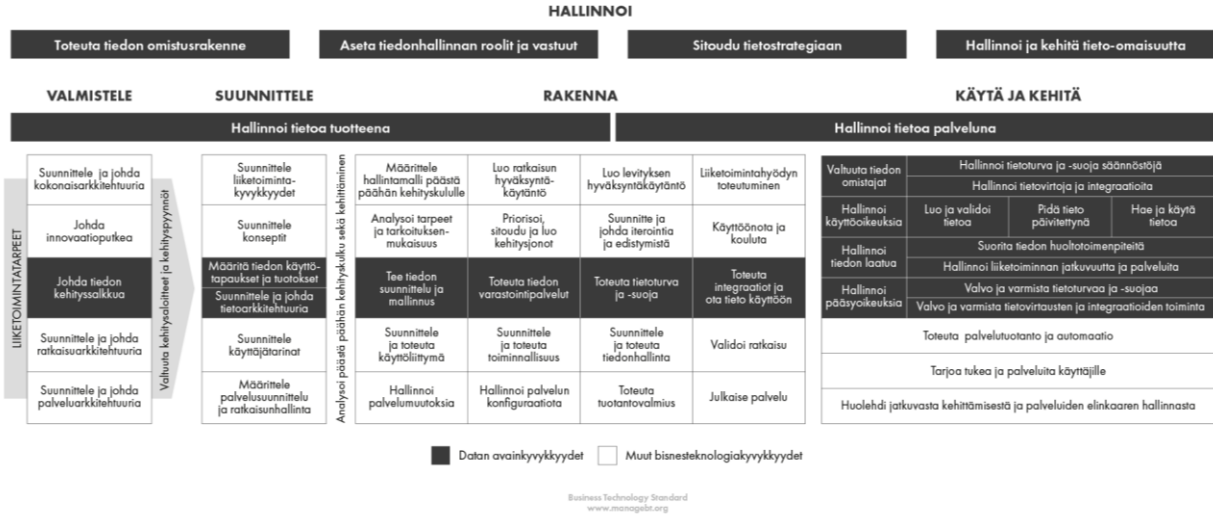 HALLINNOI
Toteuta tiedon omistusrakenne
Aseta tiedonhallinnan roolit ja vastuut
Sitoudu tietostrategiaan
Hallinnoi ja kehitä tieto-omaisuutta
VALMISTELE
SUUNNITTELE
RAKENNA
KÄYTÄ JA KEHITÄ
Hallinnoi tietoa tuotteena
Hallinnoi tietoa palveluna
LIIKETOIMINTATARPEET
Suunnittele ja johda
kokonaisarkkitehtuuria
Johda
innovaatioputkea
Johda tiedon
kehityssalkkua
Suunnittele ja johda
ratkaisuarkkitehtuuria
Suunnittele ja johda
palveluarkkitehtuuria
Valtuuta kehitysaloitteet ja kehityspyynnöt
Suunnittele
liiketoiminta-
kyvykkyydet
Suunnittele
konseptit
Määritä tiedon käyttö-
tapaukset ja tuotokset
Suunnittele ja johda
tietoarkkitehtuuria
Suunnittele
käyttäjätarinat
Määrittele
palvelusuunnittelu
ja ratkaisunhallinta
Analysoi päästä päähän kehityskulku sekä kehittäminen
Määrittele
hallintamalli päästä
päähän kehityskululle
Luo ratkaisun
hyväksyntä-
käytäntö
Luo levityksen
hyväksyntäkäytäntö
Liiketoimintahyödyn
toteutuminen
Analysoi tarpeet
ja tarkoituksen-
mukaisuus
Priorisoi,
sitoudu ja luo
kehitysjonot
Suunnitte ja
johda iterointia
ja edistymistä
Käyttöönota ja
kouluta
Tee tiedon
suunnittelu ja
mallinnus
Toteuta tiedon
varastointipalvelut
Toteuta tietoturva
ja -suoja
Toteuta
integraatiot ja
ota tieto käyttöön
Suunnittele
ja toteuta
käyttöliittymä
Suunnittele
ja toteuta
toiminnallisuus
Suunnittele
ja toteuta
tiedonhallinta
Validoi ratkaisu
Hallinnoi
palvelumuutoksia
Hallinnoi palvelun
konfiguraatiota
Toteuta
tuotantovalmius
Julkaise palvelu
Valtuuta tiedon
omistajat
Hallinnoi tietoturva ja -suoja säännöstöjä
Hallinnoi tietovirtoja ja integraatioita
Hallinnoi
käyttöoikeuksia
Luo ja validoi
tietoa
Pidä tieto
päivitettynä
Hae ja käytä
tietoa
Hallinnoi
tiedon laatua
Suorita tiedon huoltotoimenpiteitä
Hallinnoi liiketoiminnan jatkuvuutta ja palveluita
Hallinnoi
pääsyoikeuksia
Valvo ja varmista tietoturvaa ja -suojaa
Valvo ja varmista tietovirtausten ja integraatioiden toiminta
Toteuta palvelutuotanto ja automaatio
Tarjoa tukea ja palveluita käyttäjille
Huolehdi jatkuvasta kehittämisestä ja palveluiden elinkaaren hallinnasta
Datan avainkyvykkyydet
Muut bisnesteknologiakyvykkyydet
Business Technology Standard
www.managebt.org